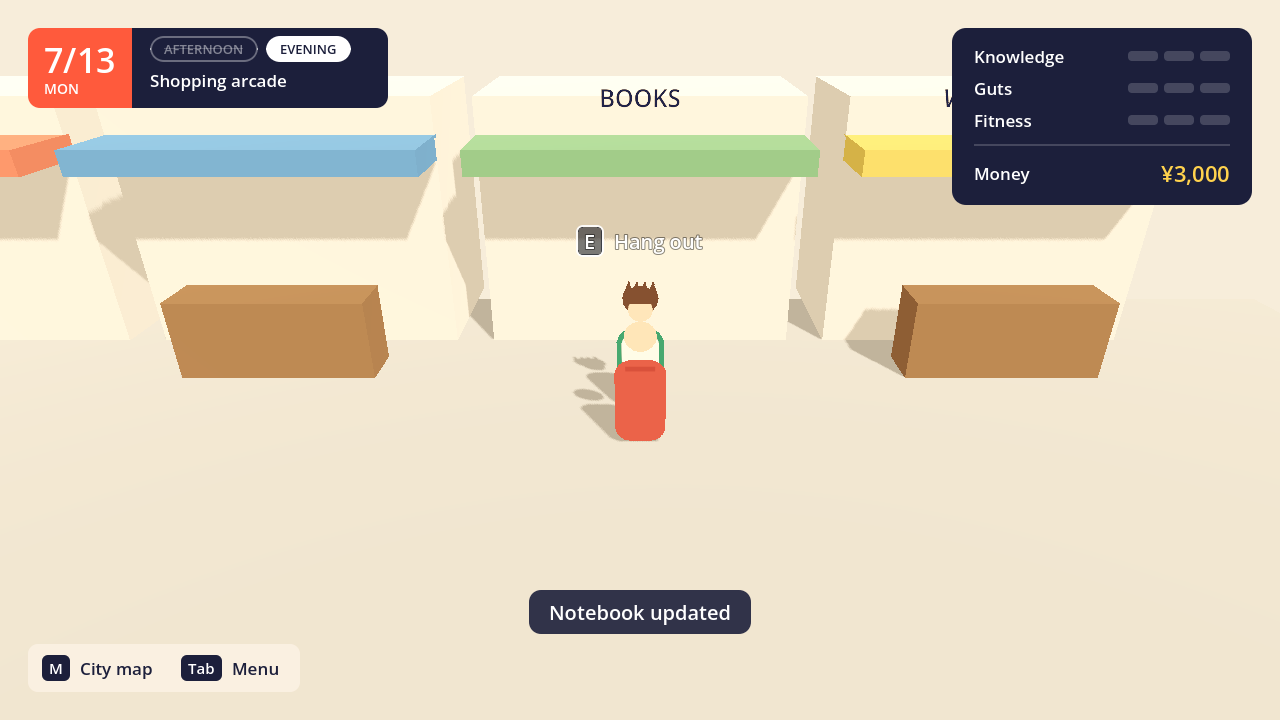 7/13
MON
AFTERNOON
EVENING
Shopping arcade
BOOKS
Knowledge
Guts
Fitness
Money
¥3,000
E
Hang out
Notebook updated
M
City map
Tab
Menu